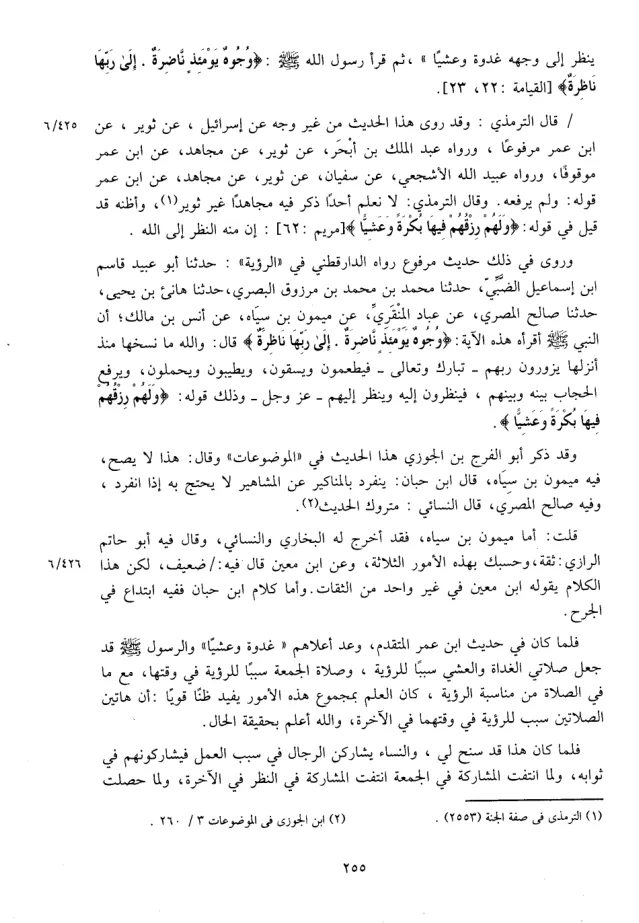 ينظر إلى وجهه غدوة وعشيًا » ، ثم قرأ رسول الله ﷺ : ﴿وُجُوهٌ يَوْمَئِذٍ نَّاضِرَةٌ . إِلَىٰ رَبِّهَا
نَاظِرَةٌ﴾ [القيامة :٢٢، ٢٣].
٦/٤٢٥ / قال الترمذي : وقد روى هذا الحديث من غير وجه عن إسرائيل ، عن ثوير ، عن
ابن عمر مرفوعًا ، ورواه عبد الملك بن أبْجَر، عن ثوير، عن مجاهد، عن ابن عمر
موقوفًا، ورواه عبيد الله الأشجعي، عن سفيان، عن ثوير، عن مجاهد، عن ابن عمر
قوله: ولم يرفعه. وقال الترمذي: لا نعلم أحدًا ذكر فيه مجاهدًا غير ثوير(١)، وأظنه قد
قيل في قوله: ﴿وَلَهُمْ رِزْقُهُمْ فِيهَا بُكْرَةً وَعَشِيًّا ﴾[مريم :٦٢] : إن منه النظر إلى الله .
وروى في ذلك حديث مرفوع رواه الدارقطني في «الرؤية» : حدثنا أبو عبيد قاسم
ابن إسماعيل الضَّبِّيّ، حدثنا محمد بن محمد بن مرزوق البصري،حدثنا هانئ بن يحيى،
حدثنا صالح المصري، عن عباد المِنْقَرِيِّ، عن ميمون بن سيَاه، عن أنس بن مالك؛ أن
النبي ﷺ أقرأه هذه الآية:﴿وُجُوهٌ يَوْمَئِذٍ نَّاضِرَةٌ . إِلَىٰ رَبِّهَا نَاظِرَةٌ ﴾ قال: والله ما نسخها منذ
أنزلها يزورون ربهم ـ تبارك وتعالى ـ فيطعمون ويسقون، ويطيبون ويحملون، ويرفع
الحجاب بينه وبينهم ، فينظرون إليه وينظر إليهم ـ عز وجل ـ وذلك قوله: ﴿وَلَهُمْ رِزْقُهُمْ
فِيهَا بُكْرَةً وَعَشِيًّا ﴾.
وقد ذكر أبو الفرج بن الجوزي هذا الحديث في «الموضوعات» وقال: هذا لا يصح،
فيه ميمون بن سِيَاه، قال ابن حبان: ينفرد بالمناكير عن المشاهير لا يحتج به إذا انفرد ،
وفيه صالح المصري، قال النسائي : متروك الحديث(٢).
قلت: أما ميمون بن سياه، فقد أخرج له البخاري والنسائي، وقال فيه أبو حاتم
٦/٤٢٦ الرازي:ثقة،وحسبك بهذه الأمور الثلاثة، وعن ابن معين قال فيه:/ضعيف، لكن هذا
الكلام يقوله ابن معين في غير واحد من الثقات.وأما كلام ابن حبان ففيه ابتداع في
الجرح.
فلما كان في حديث ابن عمر المتقدم، وعد أعلاهم « غدوة وعشيًا» والرسول ﷺ قد
جعل صلاتي الغداة والعشي سببًا للرؤية ، وصلاة الجمعة سببًا للرؤية في وقتها، مع ما
في الصلاة من مناسبة الرؤية ، كان العلم بمجموع هذه الأمور يفيد ظنًا قويًا :أن هاتين
الصلاتين سبب للرؤية في وقتهما في الآخرة، والله أعلم بحقيقة الحال.
فلما كان هذا قد سنح لي ، والنساء يشاركن الرجال في سبب العمل فيشاركونهم في
ثوابه، ولما انتفت المشاركة في الجمعة انتفت المشاركة في النظر في الآخرة، ولما حصلت
(١) الترمذى فى صفة الجنة (٢٥٥٣) . (٢) ابن الجوزى فى الموضوعات ٣ / ٢٦٠ .
٢٥٥